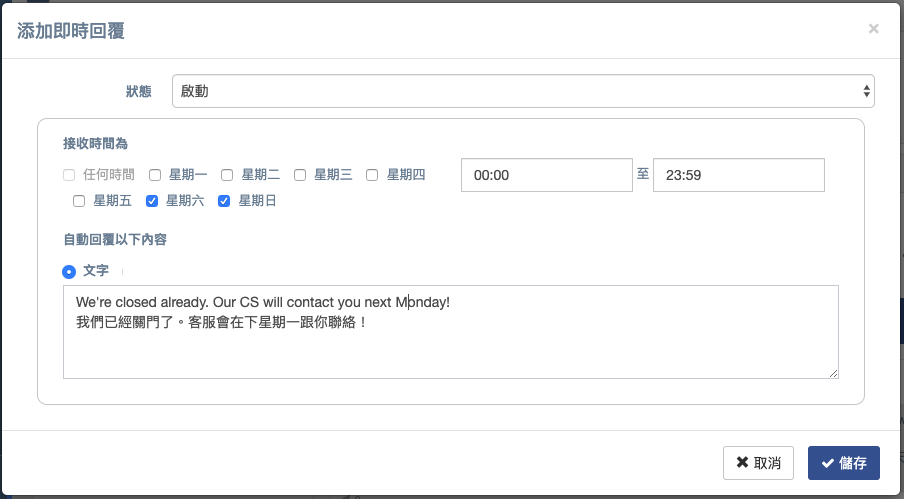 添加即時回覆
×
狀態
啟動
接收時間為
任何時間 星期一 星期二 星期三 星期四 00:00 至 23:59
星期五 星期六 星期日
自動回覆以下內容
文字
We're closed already. Our CS will contact you next Monday!
我們已經關門了。客服會在下星期一跟你聯絡！
取消 儲存